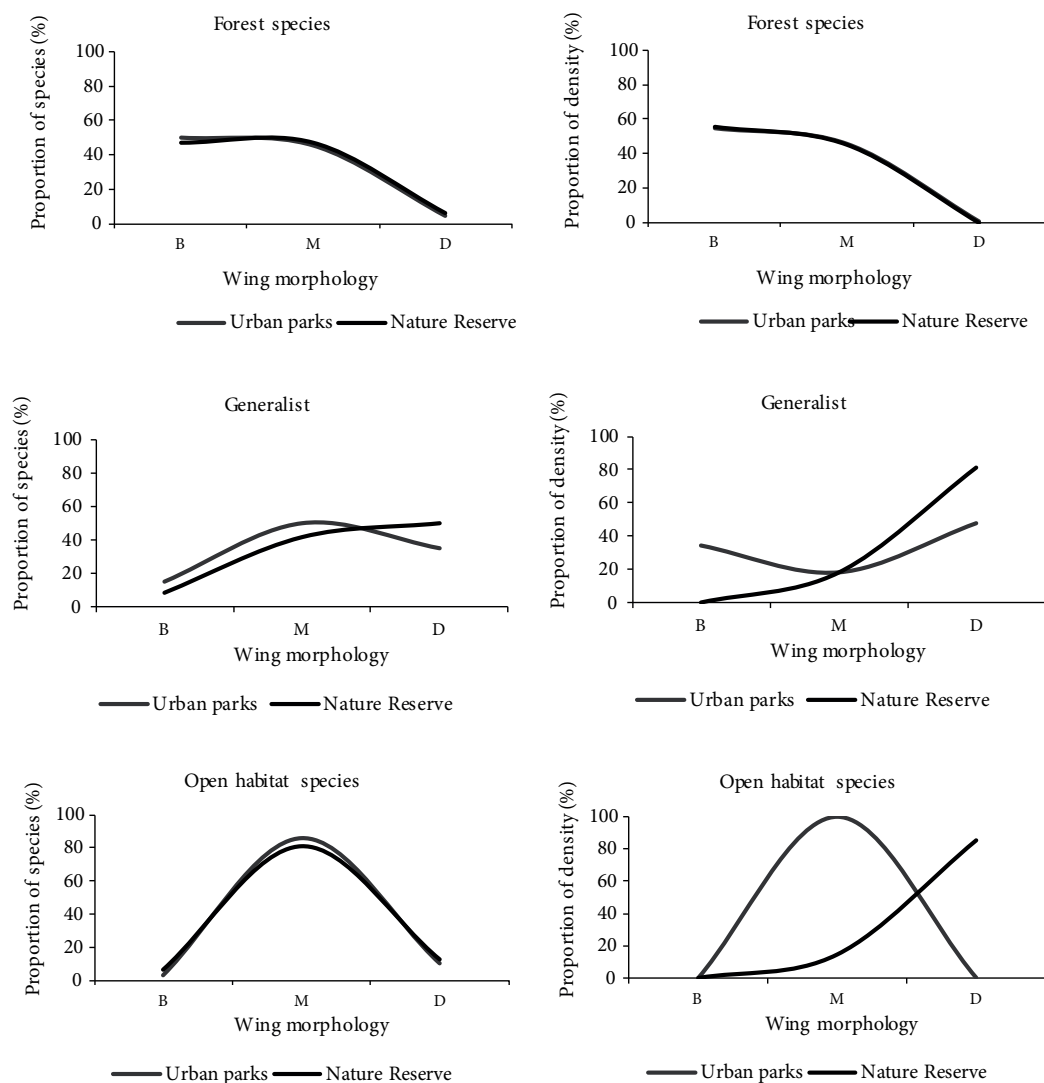 Forest species
Proportion of species (%)
100
80
60
40
20
0
B M D
Wing morphology
Urban parks Nature Reserve
Forest species
Proportion of density (%)
100
80
60
40
20
0
B M D
Wing morphology
Urban parks Nature Reserve
Generalist
Proportion of species (%)
100
80
60
40
20
0
B M D
Wing morphology
Urban parks Nature Reserve
Generalist
Proportion of density (%)
100
80
60
40
20
0
B M D
Wing morphology
Urban parks Nature Reserve
Open habitat species
Proportion of species (%)
100
80
60
40
20
0
B M D
Wing morphology
Urban parks Nature Reserve
Open habitat species
Proportion of density (%)
100
80
60
40
20
0
B M D
Wing morphology
Urban parks Nature Reserve